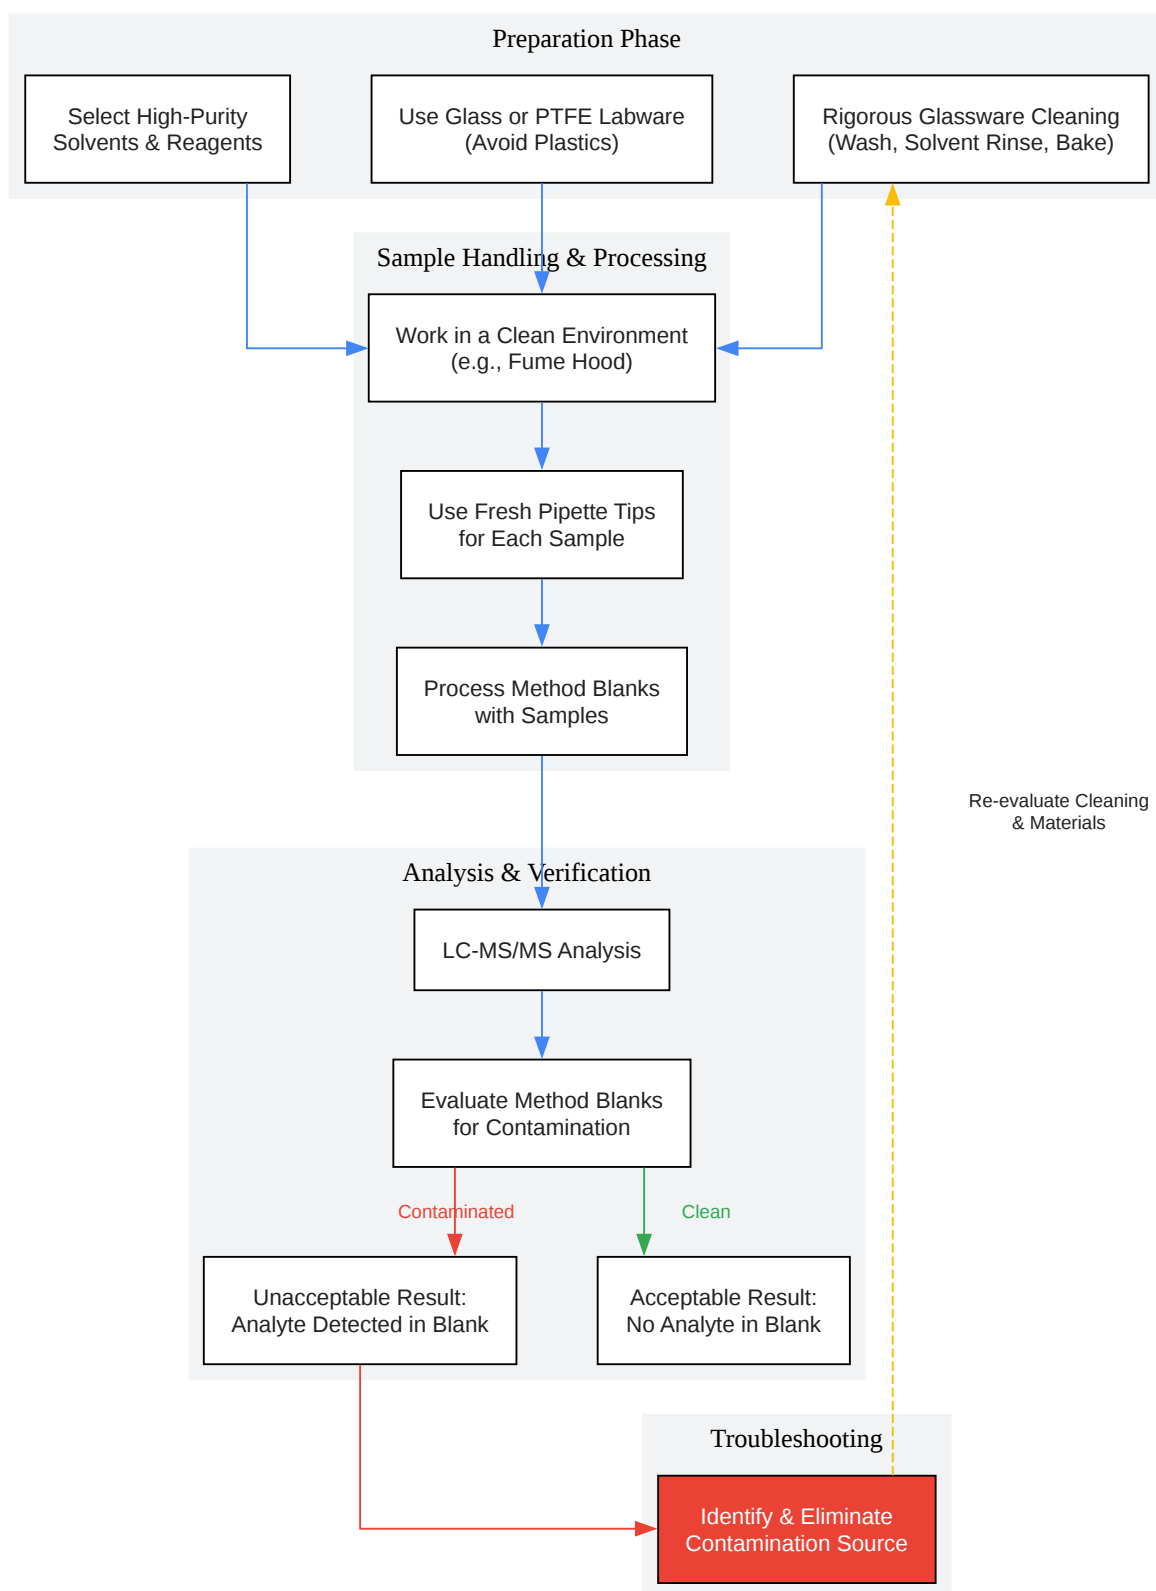 Preparation Phase
Select High-Purity
Solvents & Reagents
Use Glass or PTFE Labware
(Avoid Plastics)
Rigorous Glassware Cleaning
(Wash, Solvent Rinse, Bake)
Sample Handling & Processing
Work in a Clean Environment
(e.g., Fume Hood)
Use Fresh Pipette Tips
for Each Sample
Process Method Blanks
with Samples
Re-evaluate Cleaning
& Materials
Analysis & Verification
LC-MS/MS Analysis
Evaluate Method Blanks
for Contamination
Contaminated
Clean
Unacceptable Result:
Analyte Detected in Blank
Acceptable Result:
No Analyte in Blank
Troubleshooting
Identify & Eliminate
Contamination Source